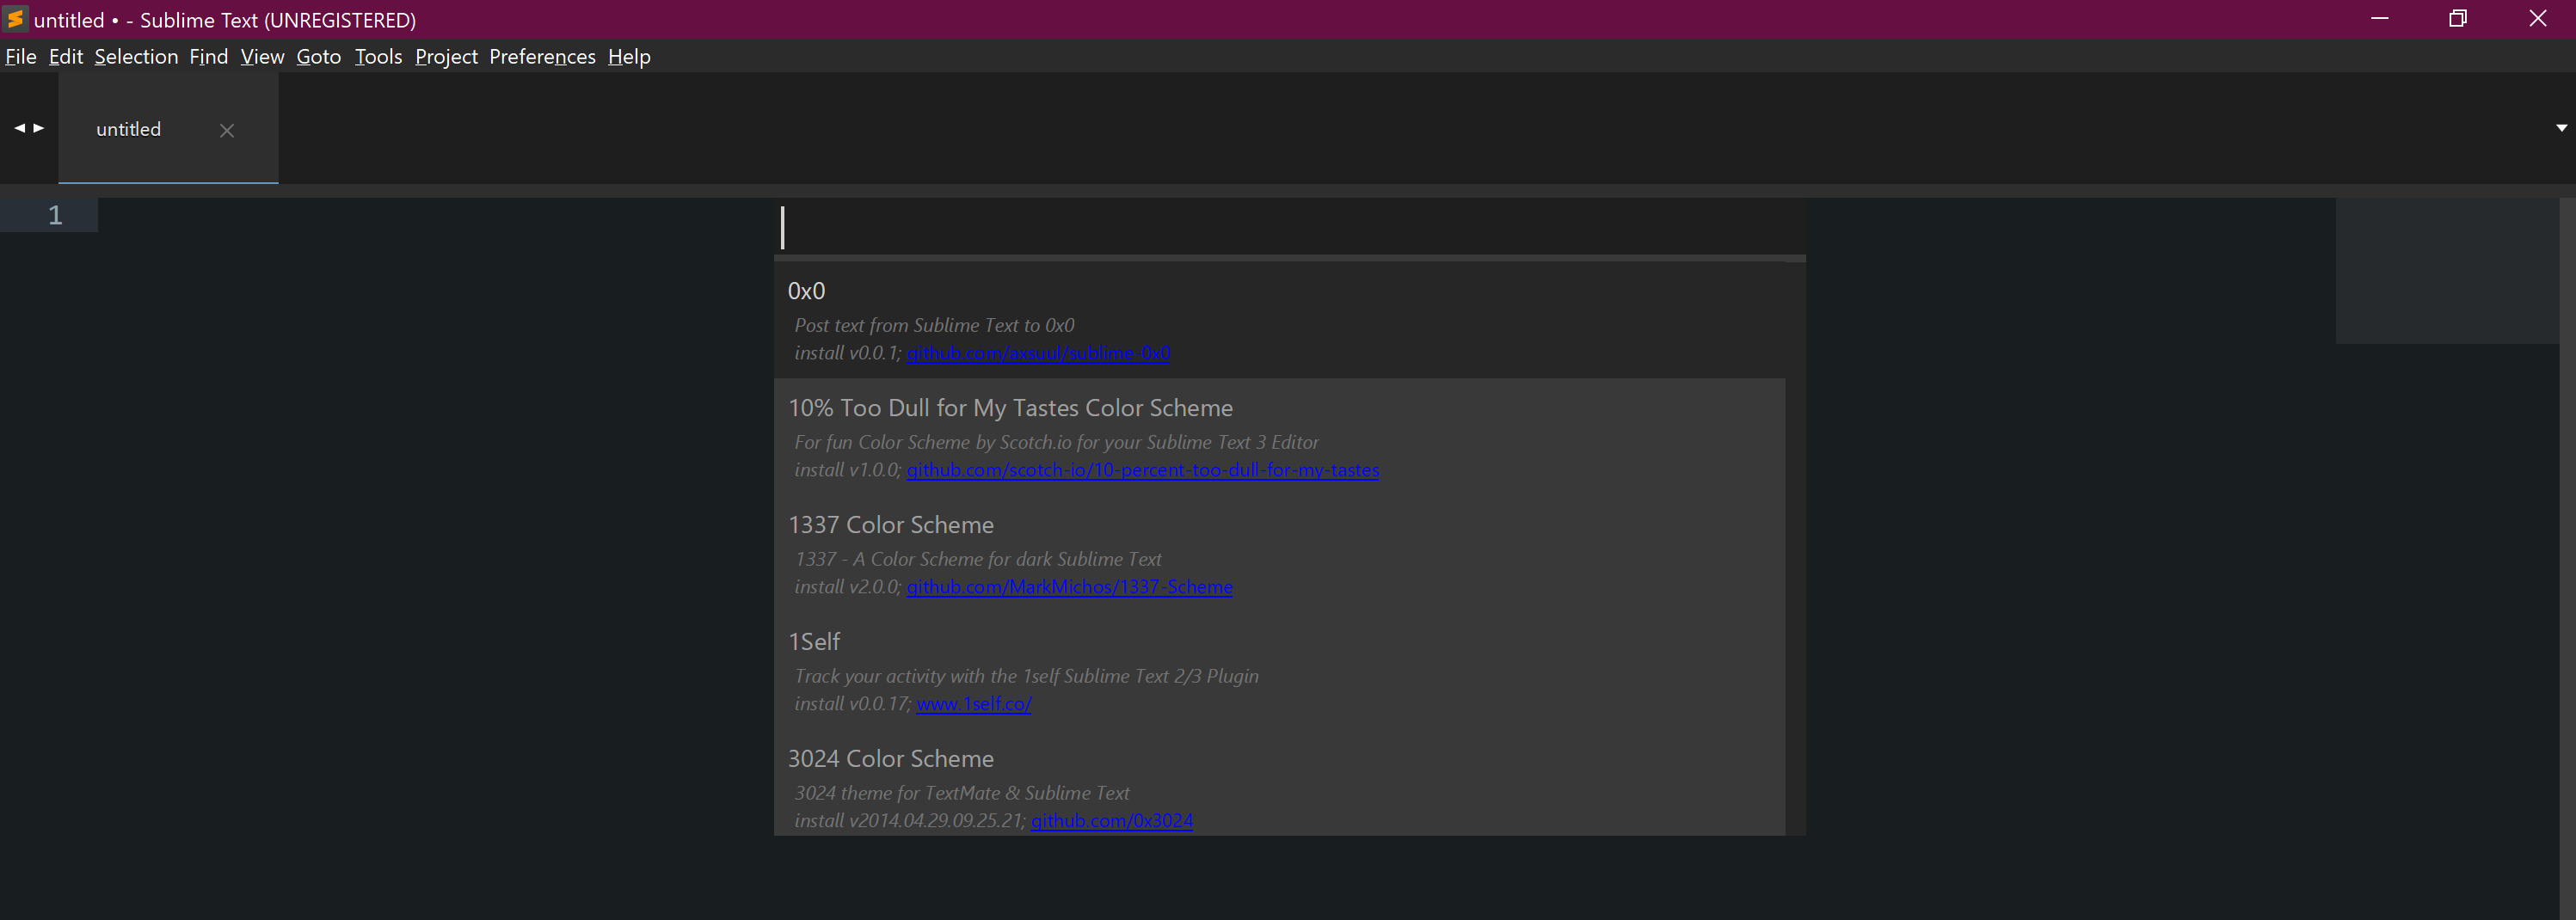 untitled • - Sublime Text (UNREGISTERED)
File Edit Selection Find View Goto Tools Project Preferences Help
untitled
1
0x0
Post text from Sublime Text to 0x0
install v0.0.1; github.com/axsuul/sublime-0x0
10% Too Dull for My Tastes Color Scheme
For fun Color Scheme by Scotch.io for your Sublime Text 3 Editor
install v1.0.0; github.com/scotch-io/10-percent-too-dull-for-my-tastes
1337 Color Scheme
1337 - A Color Scheme for dark Sublime Text
install v2.0.0; github.com/MarkMichos/1337-Scheme
1Self
Track your activity with the 1self Sublime Text 2/3 Plugin
install v0.0.17; www.1self.co/
3024 Color Scheme
3024 theme for TextMate & Sublime Text
install v2014.04.29.09.25.21; github.com/0x3024